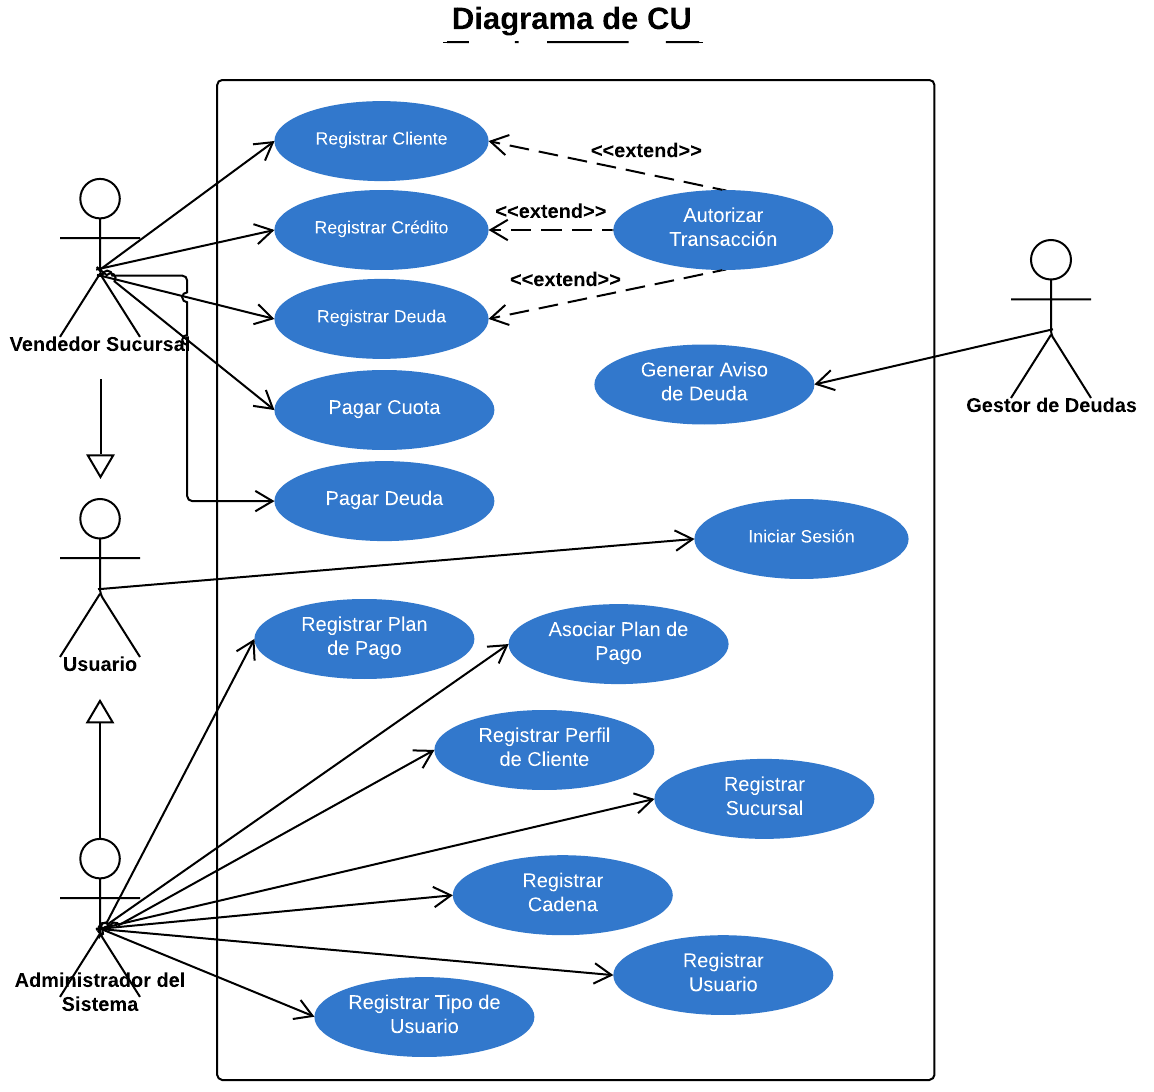 Diagrama de CU
Registrar Cliente
<<extend>>
Registrar Crédito
<<extend>>
Autorizar
Transacción
<<extend>>
Registrar Deuda
Vendedor Sucursal
Generar Aviso
de Deuda
Gestor de Deudas
Pagar Cuota
Pagar Deuda
Iniciar Sesión
Usuario
Registrar Plan
de Pago
Asociar Plan de
Pago
Registrar Perfil
de Cliente
Registrar
Sucursal
Registrar
Cadena
Registrar
Usuario
Administrador del
Sistema
Registrar Tipo de
Usuario